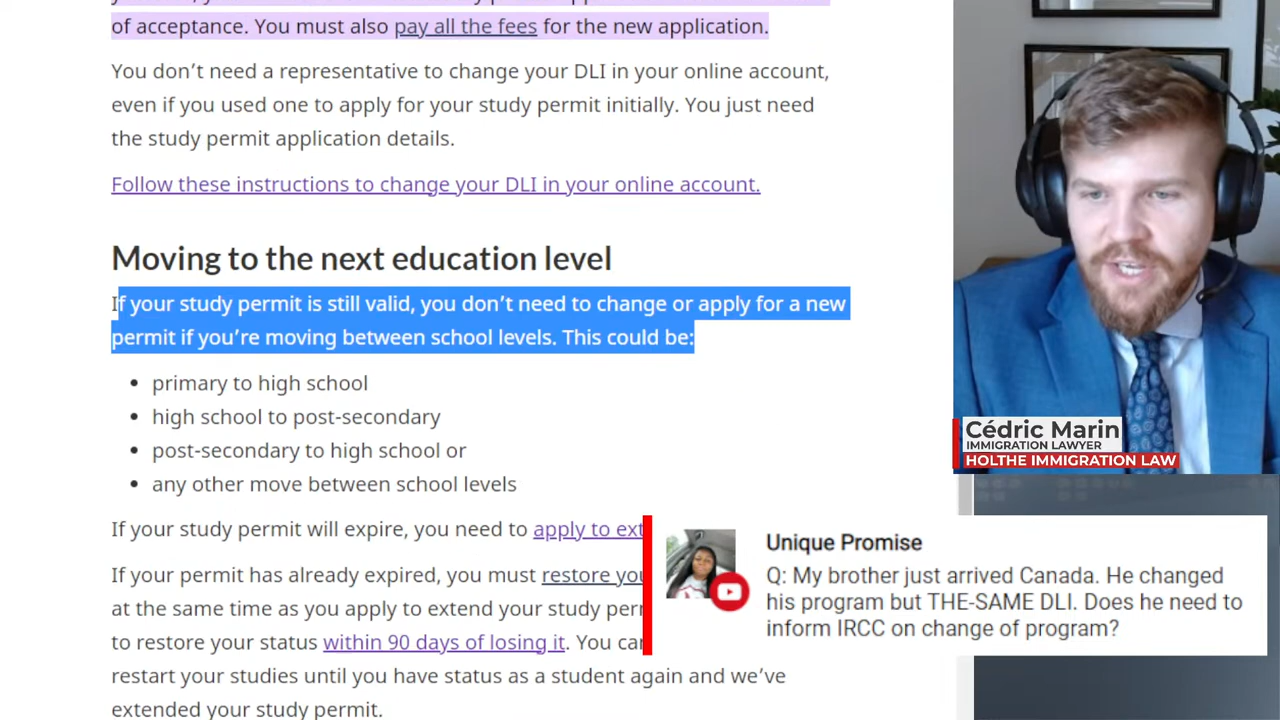 of acceptance. You must also pay all the fees for the new application.
You don’t need a representative to change your DLI in your online account,
even if you used one to apply for your study permit initially. You just need
the study permit application details.
Follow these instructions to change your DLI in your online account.
Moving to the next education level
If your study permit is still valid, you don’t need to change or apply for a new
permit if you’re moving between school levels. This could be:
primary to high school
high school to post-secondary
post-secondary to high school or
any other move between school levels
If your study permit will expire, you need to apply to ext
If your permit has already expired, you must restore you
at the same time as you apply to extend your study per
to restore your status within 90 days of losing it. You can
restart your studies until you have status as a student again and we’ve
extended your study permit.
Cédric Marin
IMMIGRATION LAWYER
HOLTHE IMMIGRATION LAW
Unique Promise
Q: My brother just arrived Canada. He changed
his program but THE-SAME DLI. Does he need to
inform IRCC on change of program?